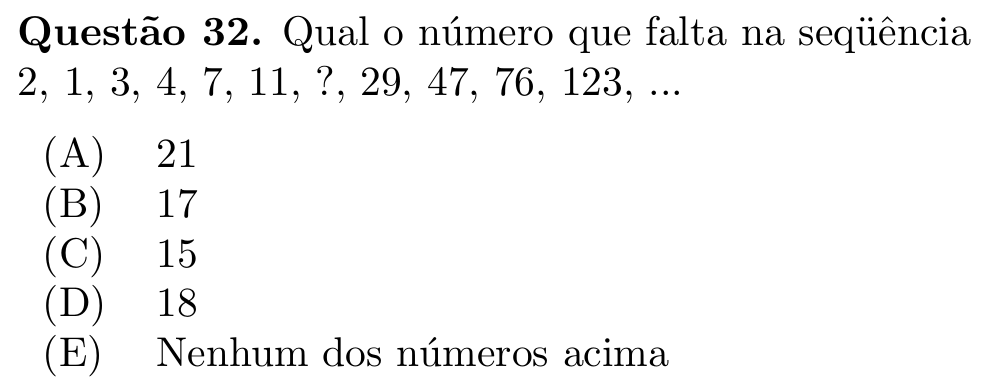 Questão 32. Qual o número que falta na seqüência
2, 1, 3, 4, 7, 11, ?, 29, 47, 76, 123, ...
(A) 21
(B) 17
(C) 15
(D) 18
(E) Nenhum dos números acima